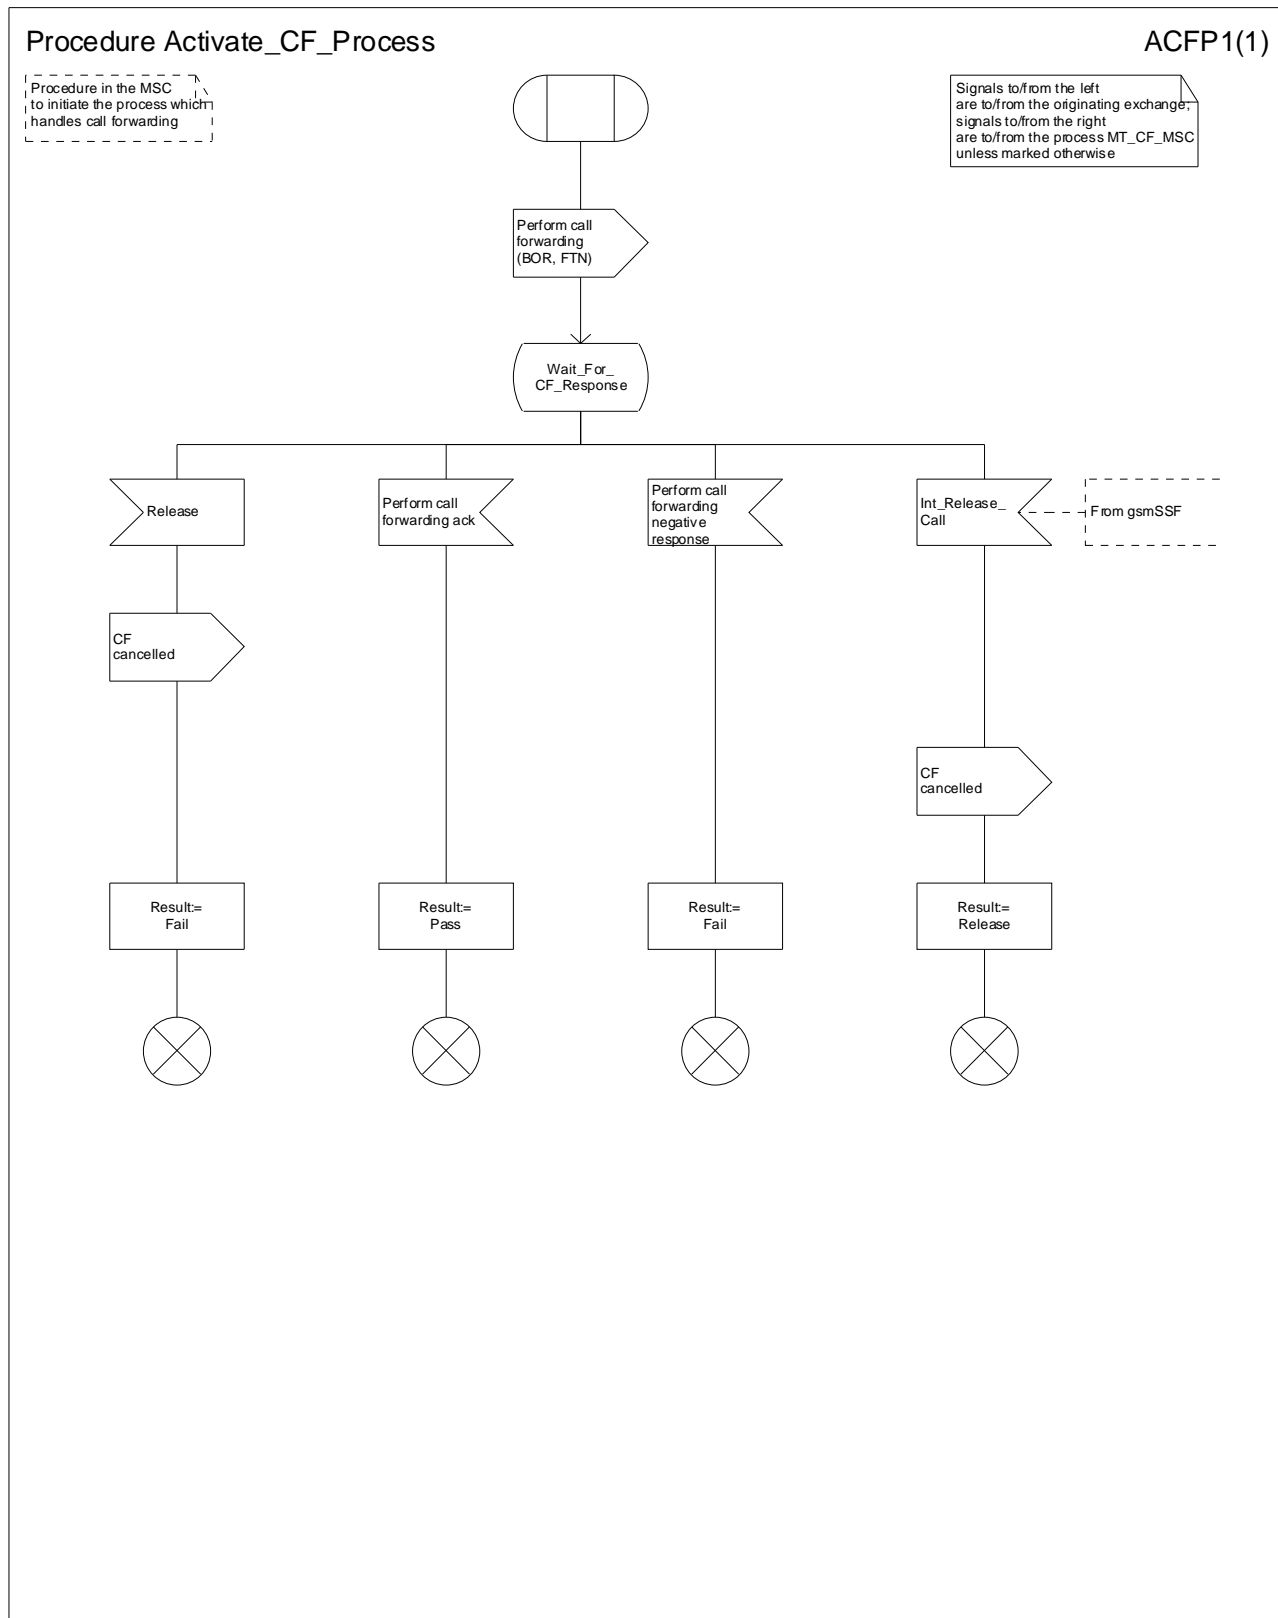 Procedure Activate_CF_Process
ACFP1(1)
Procedure in the MSC
to initiate the process which
handles call forwarding
Signals to/from the left
are to/from the originating exchange;
signals to/from the right
are to/from the process MT_CF_MSC
unless marked otherwise
Perform call
forwarding
(BOR, FTN)
Wait_For_
CF_Response
Release
Perform call
forwarding ack
Perform call
forwarding
negative
response
Int_Release_
Call
From gsmSSF
CF
cancelled
CF
cancelled
Result:=
Fail
Result:=
Pass
Result:=
Fail
Result:=
Release